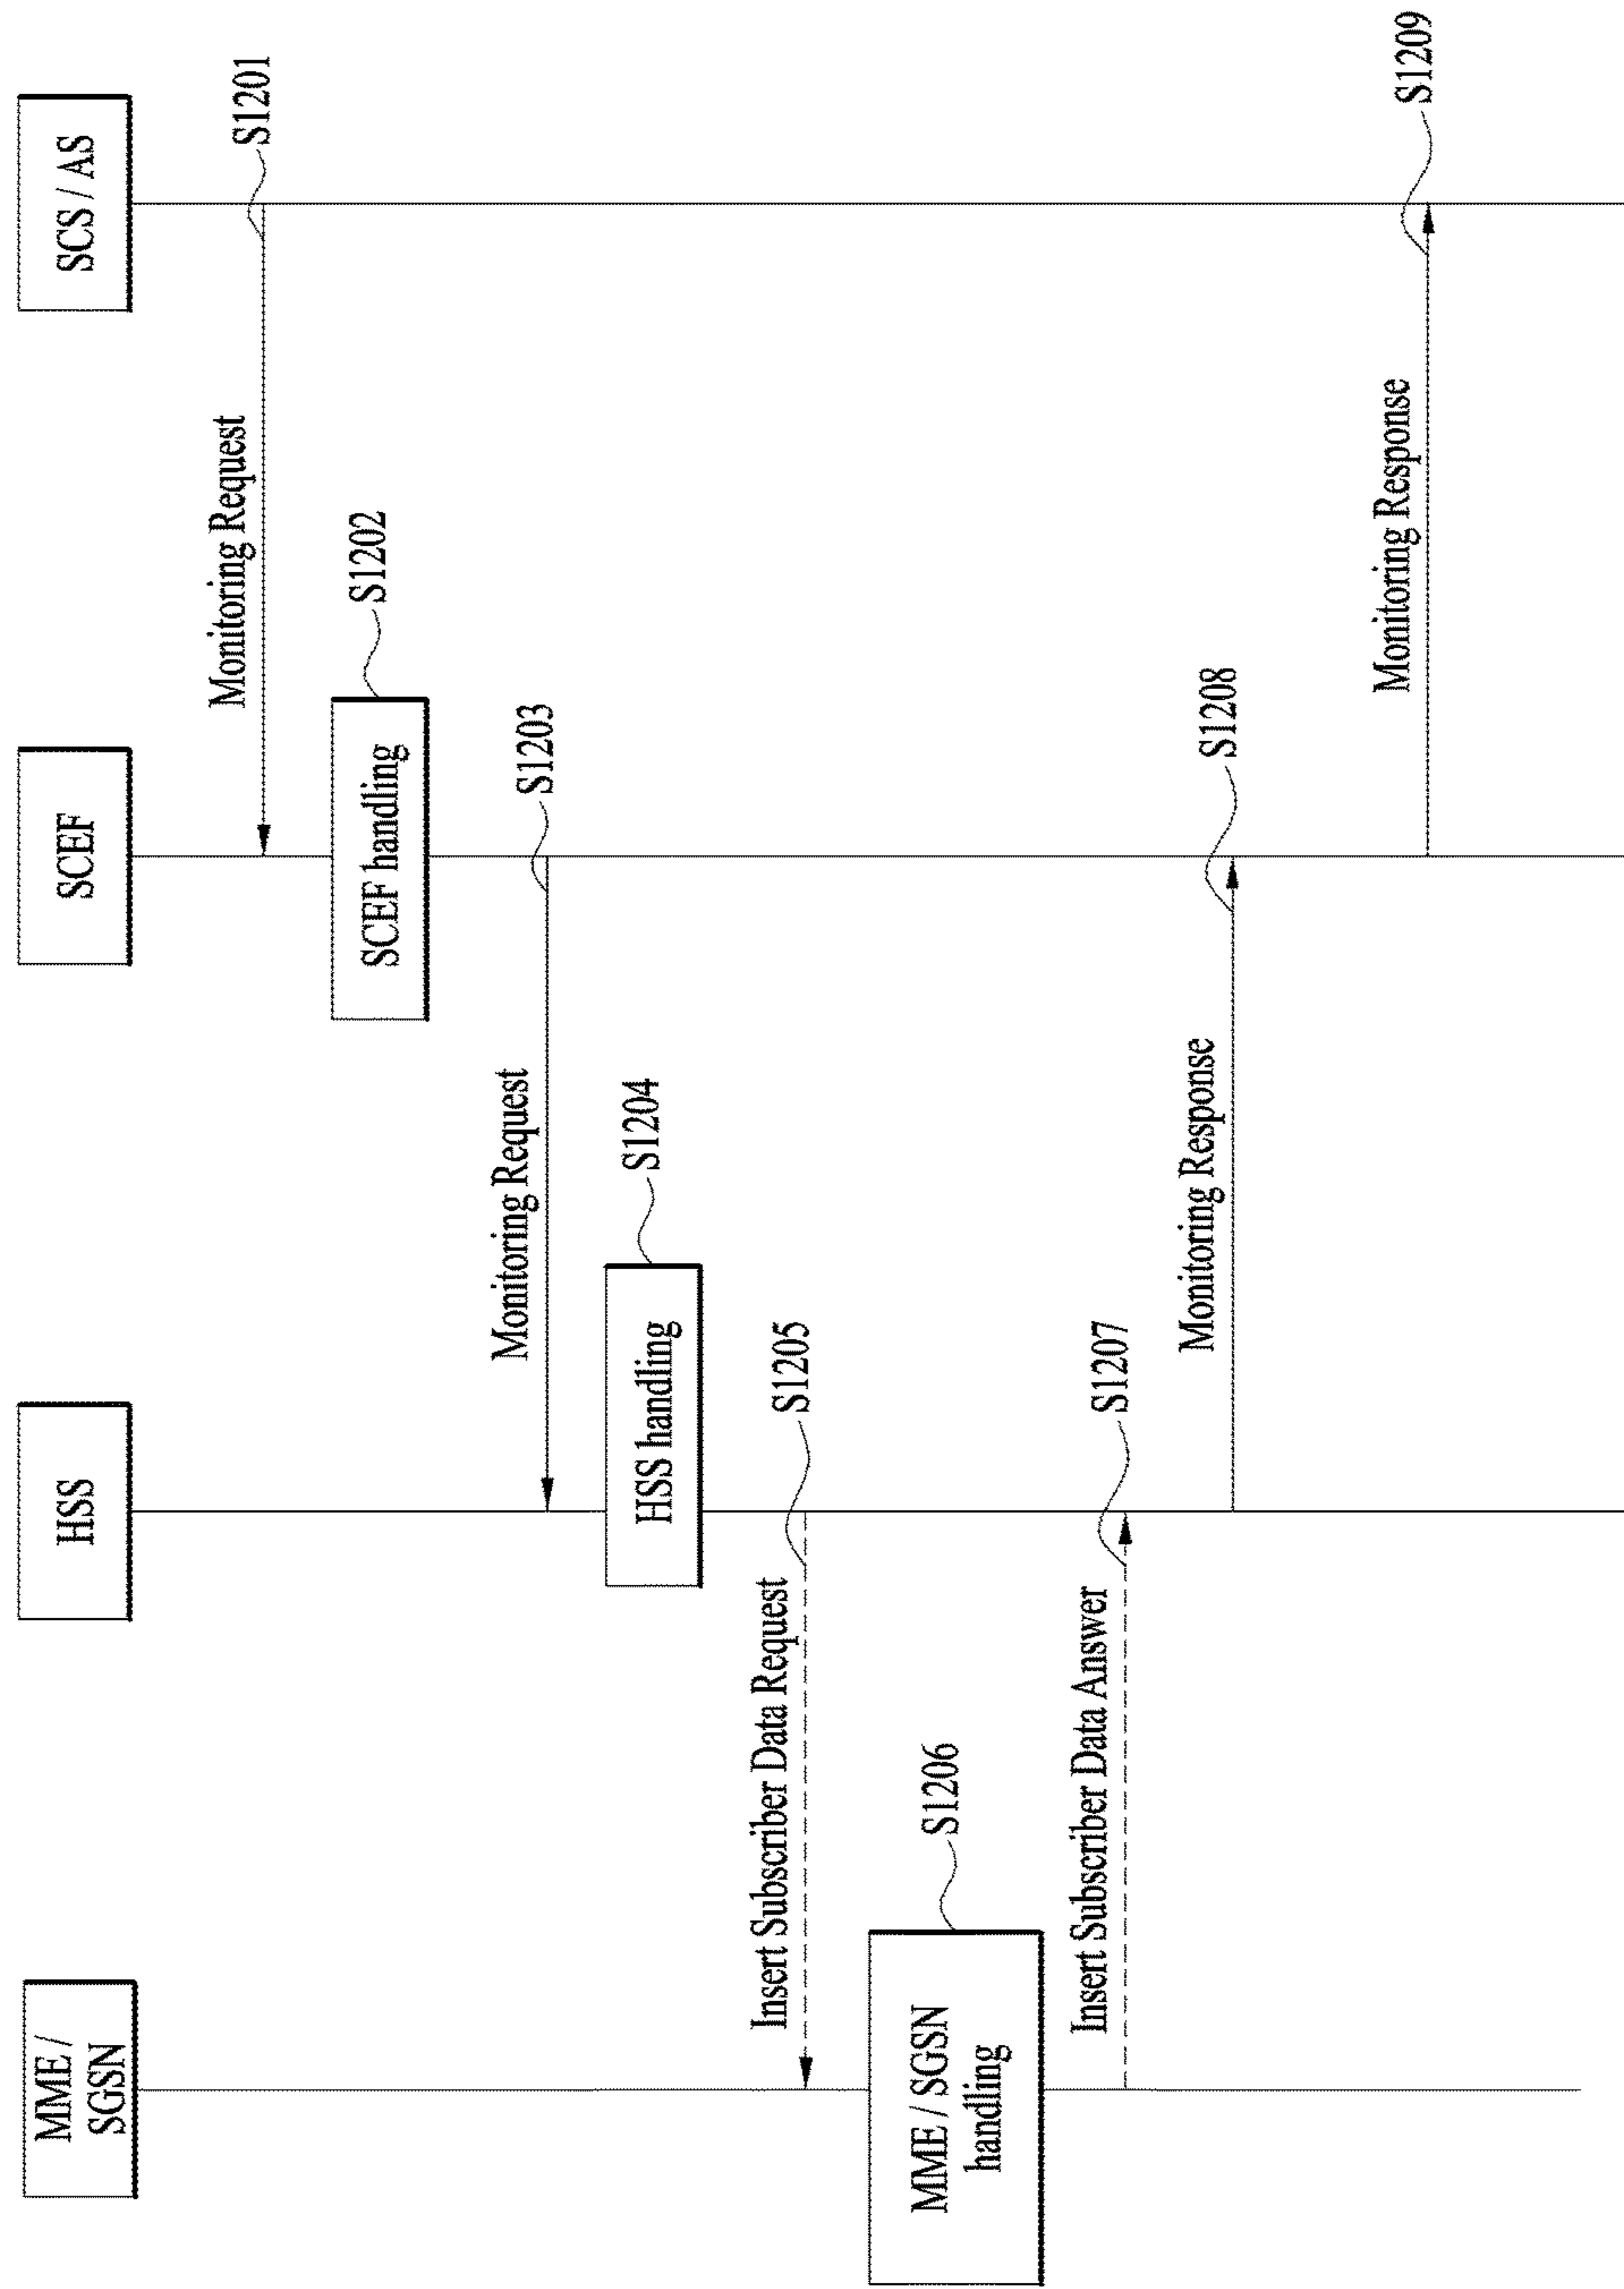 MME /
SGSN
HSS
SCEF
SCS / AS
Monitoring Request
S1201
SCEF handling
S1202
Monitoring Request
S1203
HSS handling
S1204
Insert Subscriber Data Request
S1205
MME / SGSN
handling
S1206
Insert Subscriber Data Answer
S1207
Monitoring Response
S1208
Monitoring Response
S1209